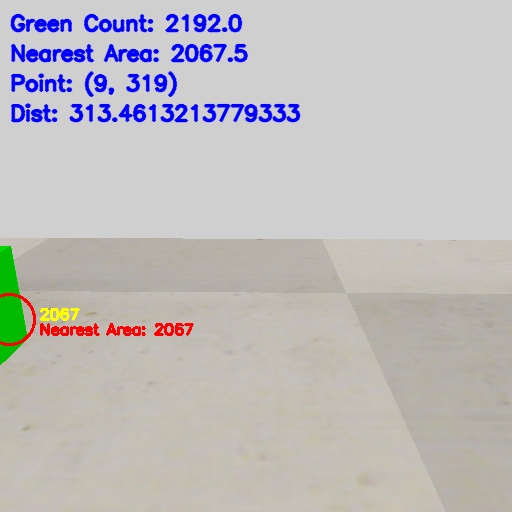 Green Count: 2192.0
Nearest Area: 2067.5
Point: (9, 319)
Dist: 313.4613213779333
2067
Nearest Area: 2067